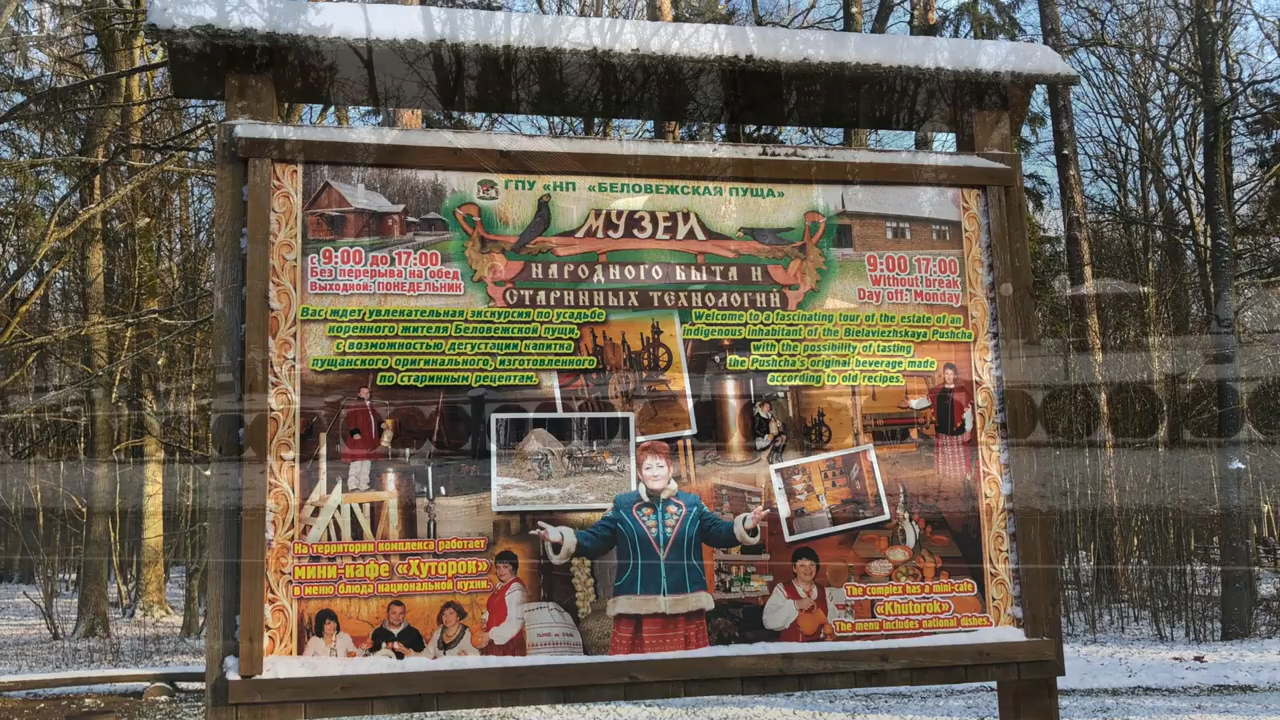 ГПУ «НП «БЕЛОВЕЖСКАЯ ПУЩА»
МУЗЕЙ
НАРОДНОГО БЫТА И
СТАРИННЫХ ТЕХНОЛОГИЙ
с 9:00 до 17:00
Без перерыва на обед
Выходной: ПОНЕДЕЛЬНИК
9:00 17:00
Without break
Day off: Monday
Вас ждет увлекательная экскурсия по усадьбе
коренного жителя Беловежской пущи,
с возможностью дегустации напитка
пущанского оригинального, изготовленного
по старинным рецептам.
Welcome to a fascinating tour of the estate of an
indigenous inhabitant of the Bielaviezhskaya Pushcha
with the possibility of tasting
the Pushcha's original beverage made
according to old recipes.
На территории комплекса работает
мини-кафе «Хуторок»
в меню блюда национальной кухни.
The complex has a mini-cafe
«Khutorok»
The menu includes national dishes.